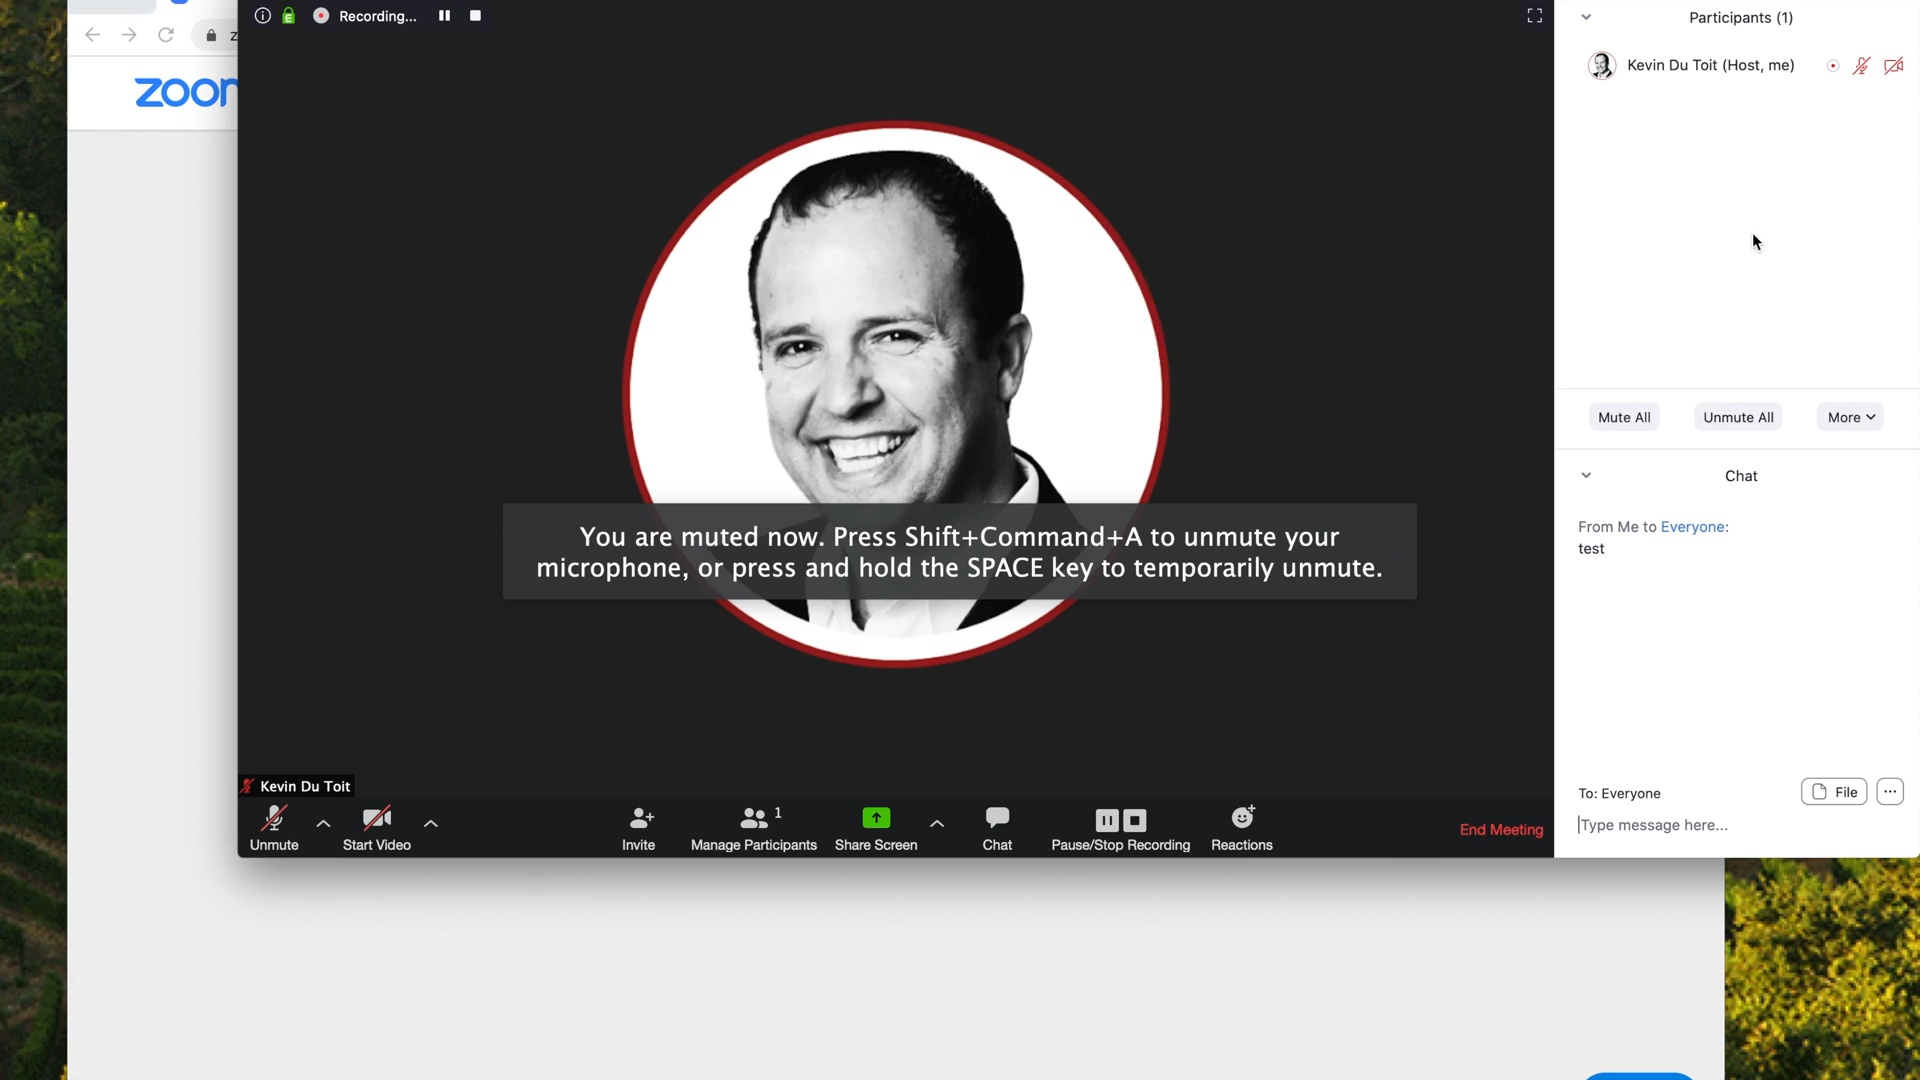 Recording...
Participants (1)
Kevin Du Toit (Host, me)
zoom
Mute All
Unmute All
More
Chat
From Me to Everyone:
test
You are muted now. Press Shift+Command+A to unmute your
microphone, or press and hold the SPACE key to temporarily unmute.
Kevin Du Toit
Unmute
Start Video
Invite
1
Manage Participants
Share Screen
Chat
Pause/Stop Recording
Reactions
End Meeting
To: Everyone
File
Type message here...